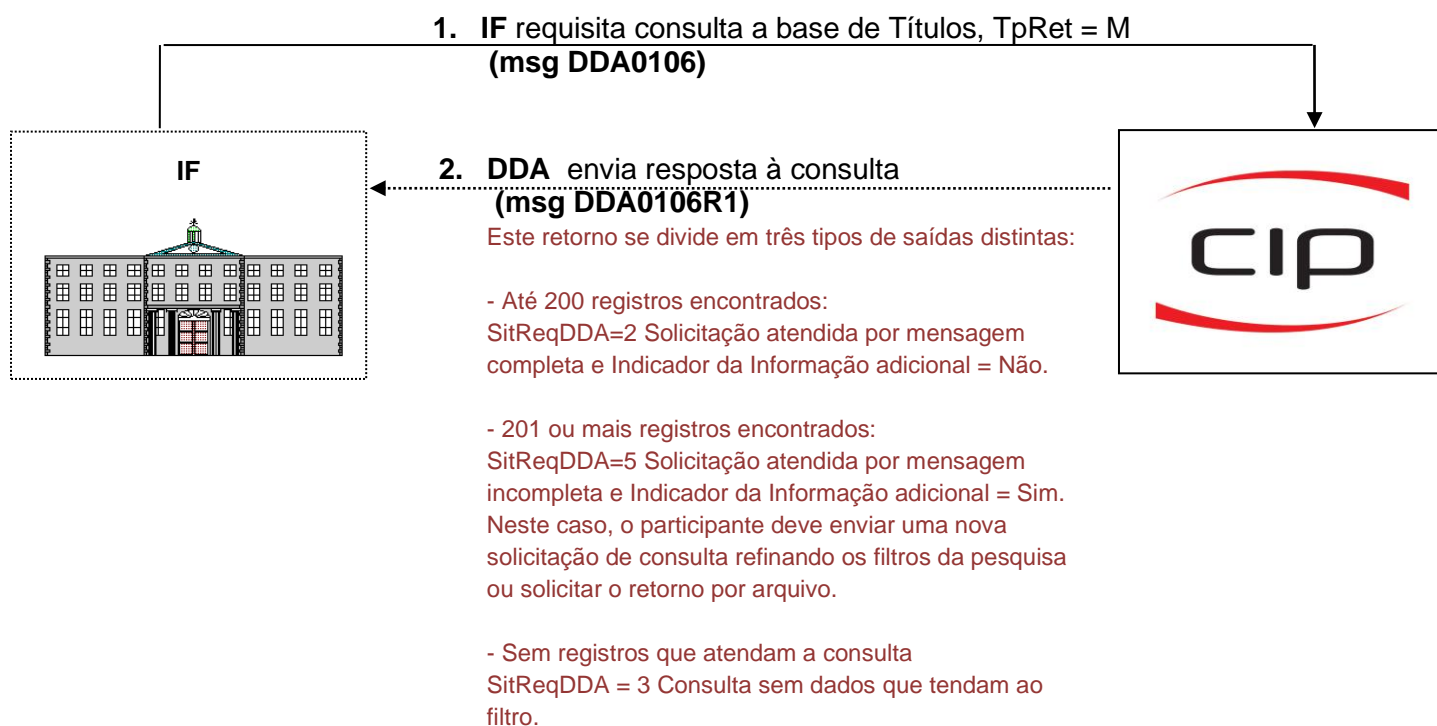 1. IF requisita consulta a base de Títulos, TpRet = M
(msg DDA0106)
IF
2. DDA envia resposta à consulta
(msg DDA0106R1)
Este retorno se divide em três tipos de saídas distintas:
- Até 200 registros encontrados:
SitReqDDA=2 Solicitação atendida por mensagem
completa e Indicador da Informação adicional = Não.
- 201 ou mais registros encontrados:
SitReqDDA=5 Solicitação atendida por mensagem
incompleta e Indicador da Informação adicional = Sim.
Neste caso, o participante deve enviar uma nova
solicitação de consulta refinando os filtros da pesquisa
ou solicitar o retorno por arquivo.
- Sem registros que atendam a consulta
SitReqDDA = 3 Consulta sem dados que tendam ao
filtro.
CIP